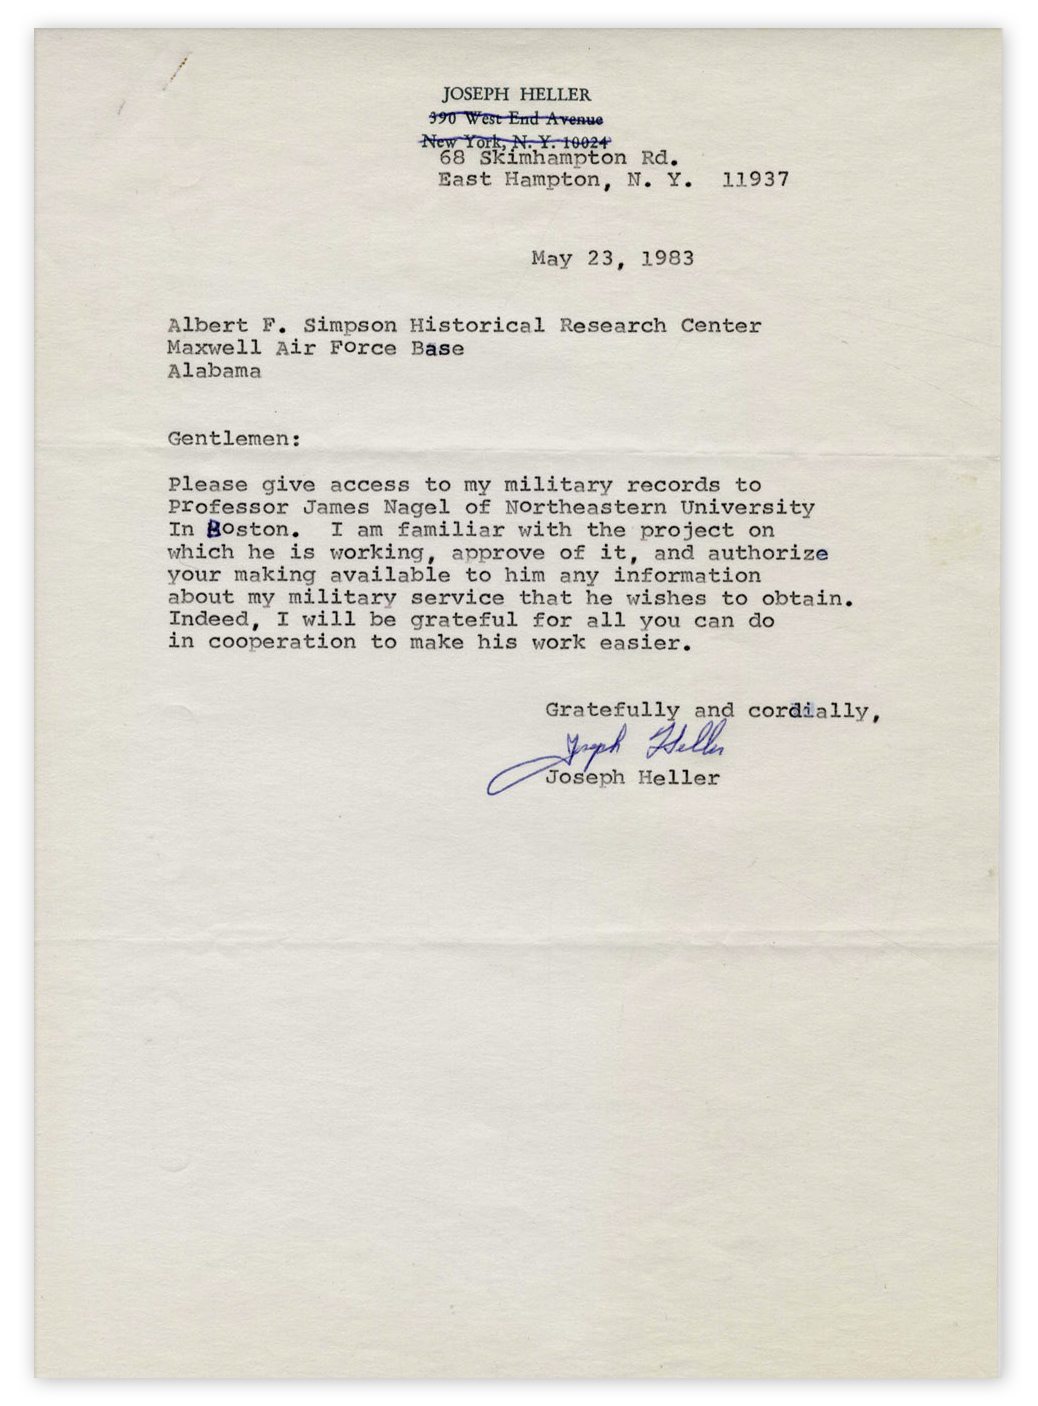 JOSEPH HELLER
390 West End Avenue
New York, N. Y. 10024
68 Skimhampton Rd.
East Hampton, N. Y.  11937
May 23, 1983
Albert F. Simpson Historical Research Center
Maxwell Air Force Base
Alabama
Gentlemen:
Please give access to my military records to
Professor James Nagel of Northeastern University
In Boston.  I am familiar with the project on
which he is working, approve of it, and authorize
your making available to him any information
about my military service that he wishes to obtain.
Indeed, I will be grateful for all you can do
in cooperation to make his work easier.
Gratefully and cordially,
Joseph Heller
Joseph Heller